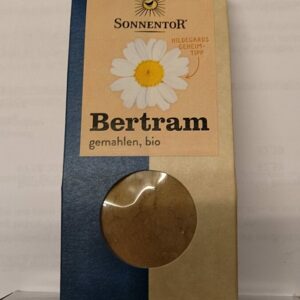 SONNENTOR
HILDEGARDS
GEHEIM-
TIPP
Bertram
gemahlen, bio